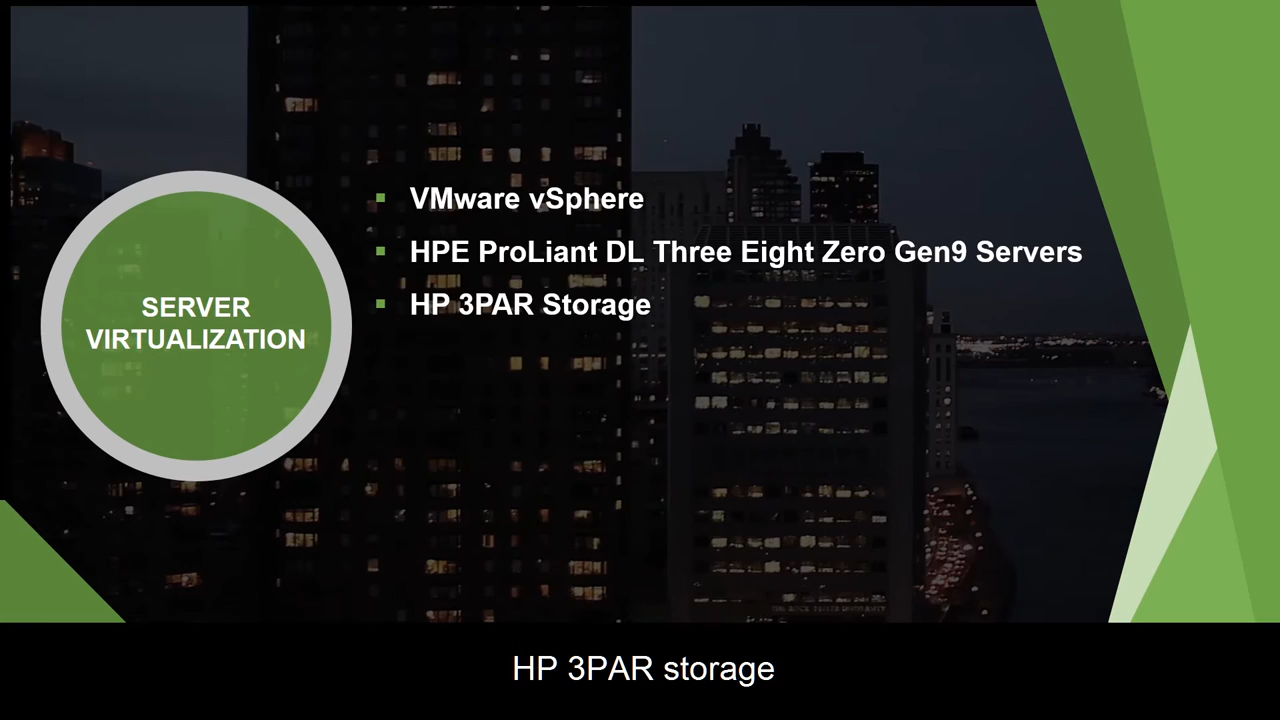 SERVER
VIRTUALIZATION
VMware vSphere
HPE ProLiant DL Three Eight Zero Gen9 Servers
HP 3PAR Storage
HP 3PAR storage